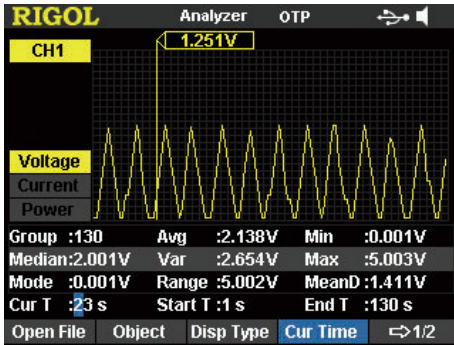 RIGOL Analyzer OTP
CH1 1.251V
Voltage
Current
Power
Group :130 Avg :2.138V Min :0.001V
Median:2.001V Var :2.654V Max :5.003V
Mode :0.001V Range :5.002V MeanD :1.411V
Cur T :23 s Start T :1 s End T :130 s
Open File Object Disp Type Cur Time ⇨1/2